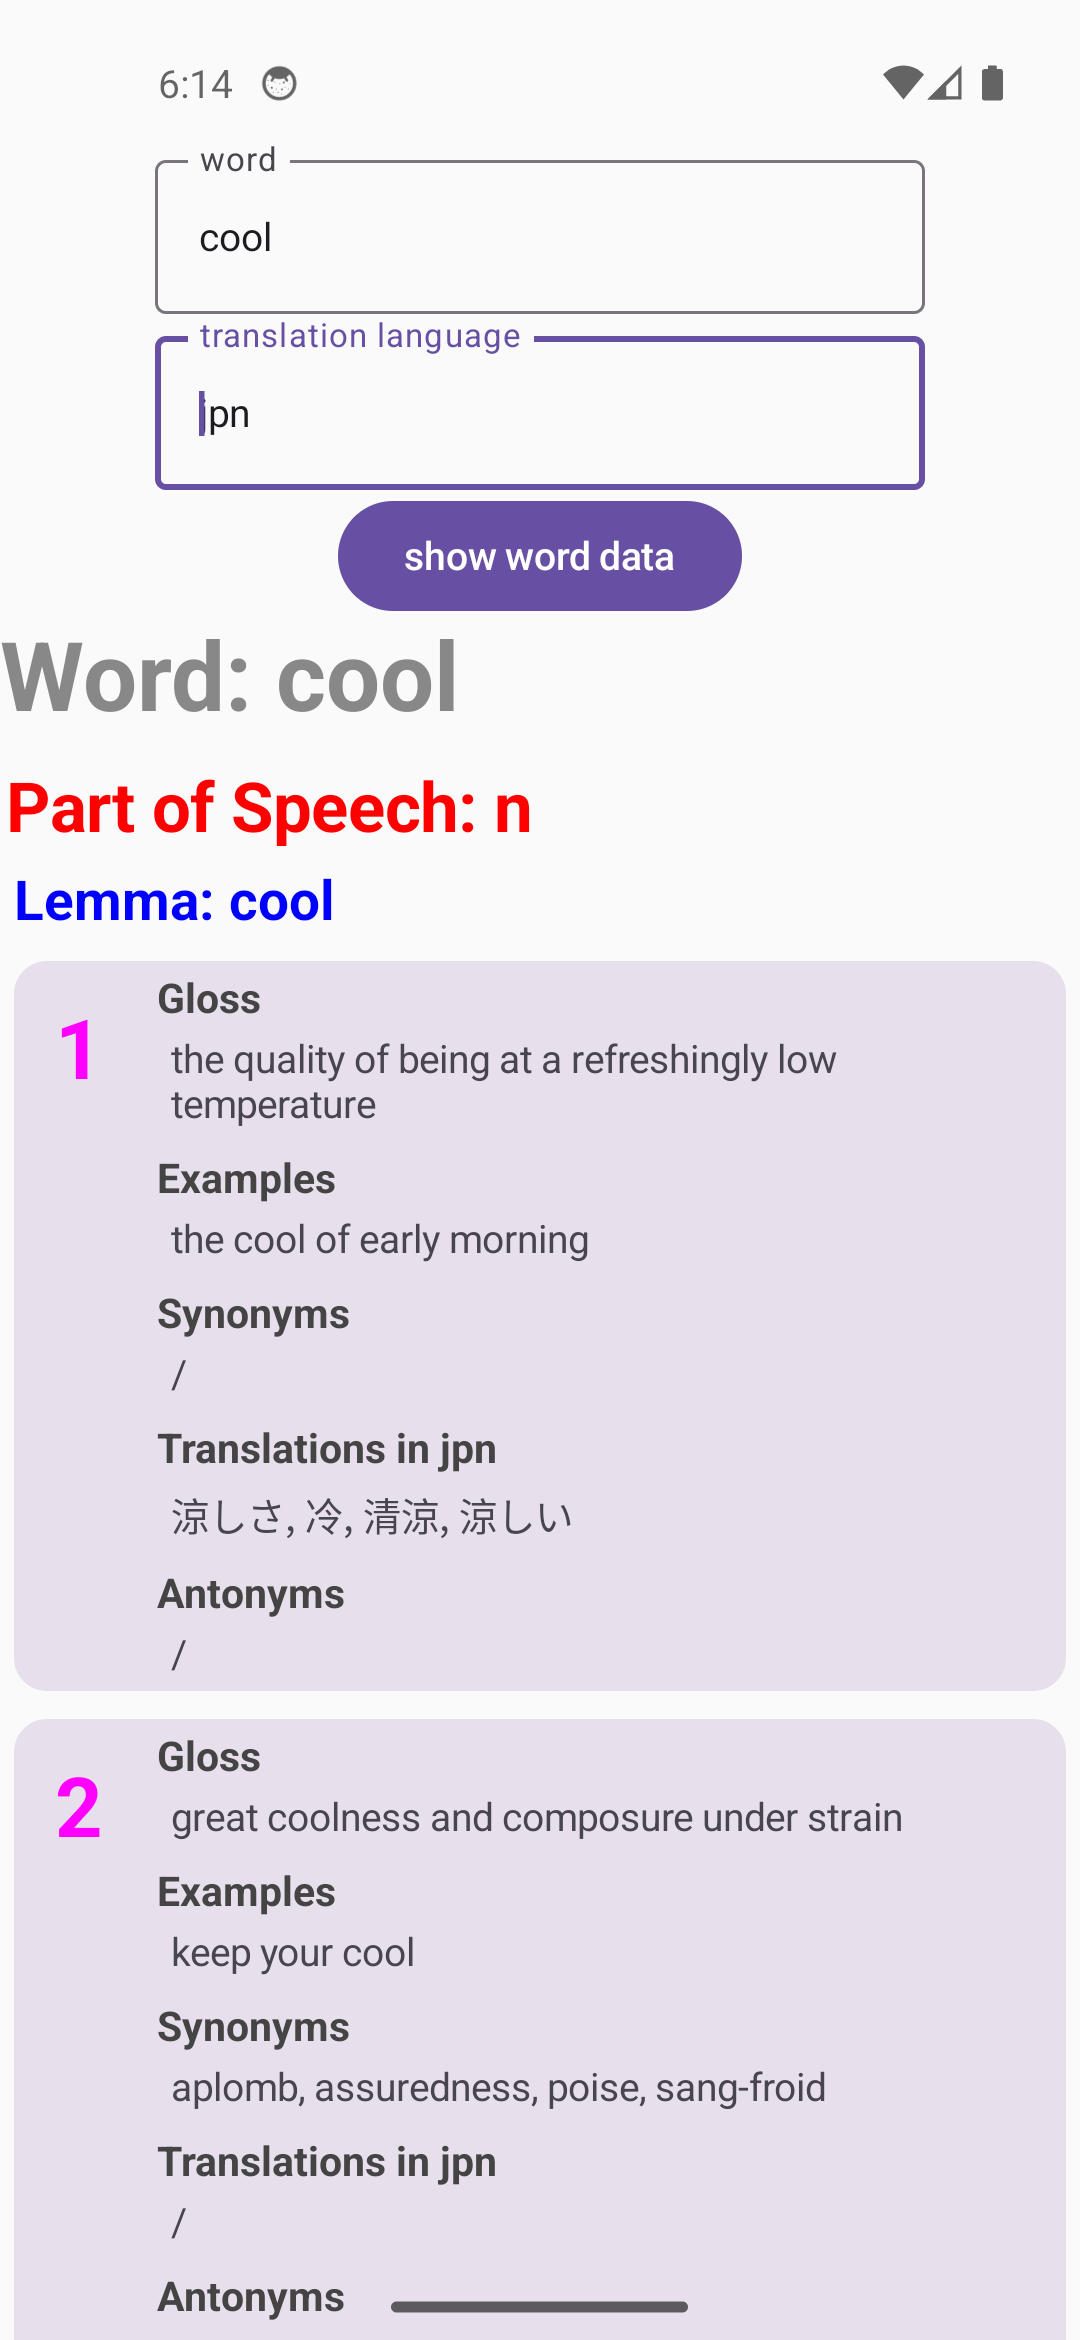 6:14
word
cool
translation language
jpn
show word data
Word: cool
Part of Speech: n
Lemma: cool
1
Gloss
the quality of being at a refreshingly low
temperature
Examples
the cool of early morning
Synonyms
/
Translations in jpn
涼しさ, 冷, 清涼, 涼しい
Antonyms
/
2
Gloss
great coolness and composure under strain
Examples
keep your cool
Synonyms
aplomb, assuredness, poise, sang-froid
Translations in jpn
/
Antonyms